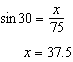 sin 30 = x/75
x = 37.5